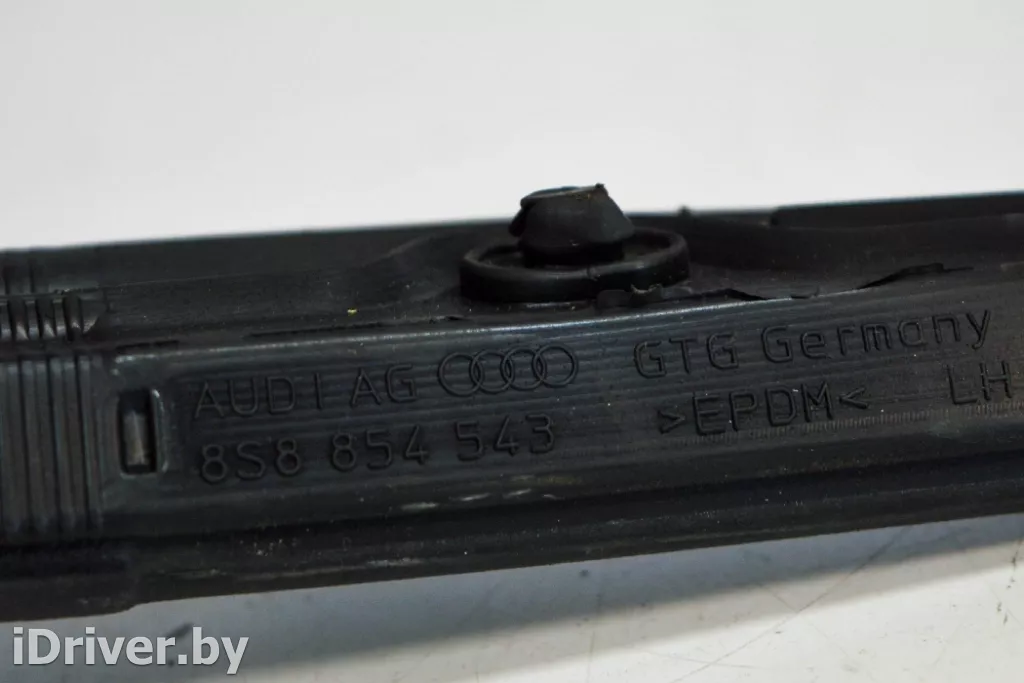 AUDI AG GTG Germany
8S8 854 543 >EPDM< LH
iDriver.by